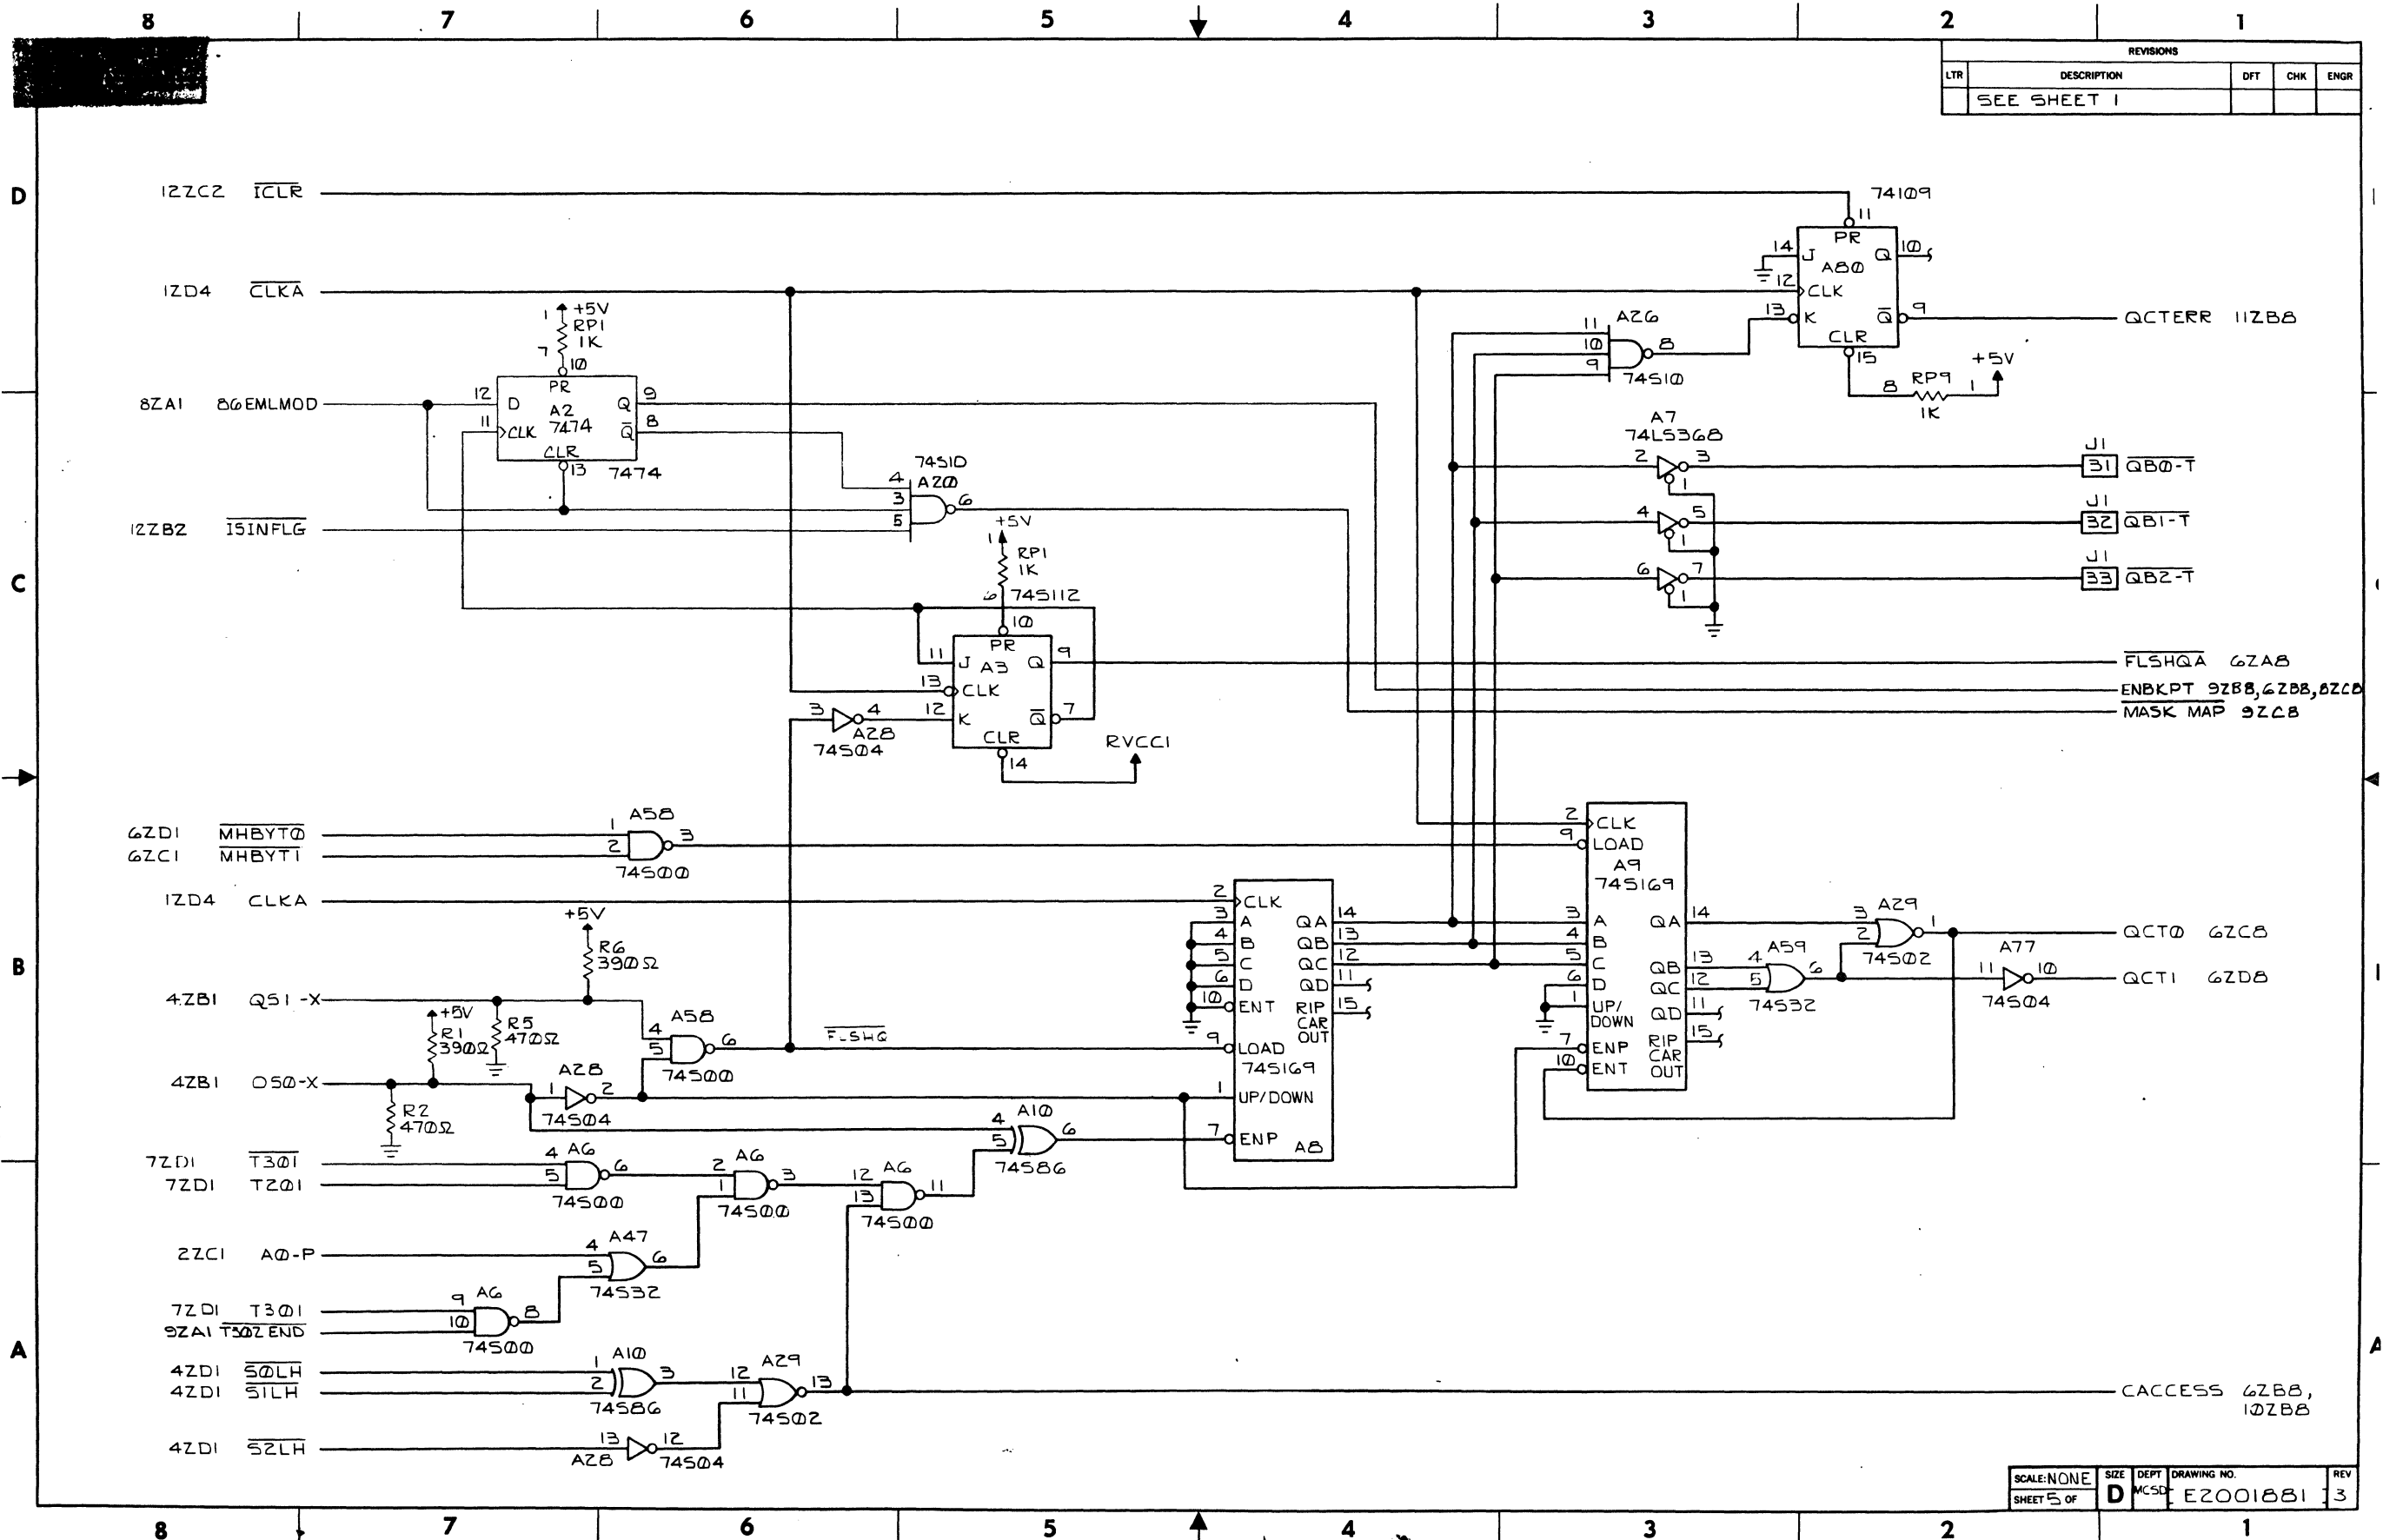 8 7 6 5 4 3 2 1
REVISIONS
LTR DESCRIPTION DFT CHK ENGR
SEE SHEET 1
D
12ZC2 ICLR
74109
11
PR
14 J Q 10
A80
1ZD4 CLKA
12 CLK
13 K Q 9
QCTERR 11ZB8
CLR
15
+5V
8 RP9 1
1K
A26
11
10
9
8
74S10
1 +5V
RP1
1K
7
10
PR
8ZA1 86EMLMOD
12 D Q 9
A2
7474
11 CLK Q 8
CLR
13 7474
74S10
A20
4
3
5
6
12ZB2 ISINFLG
A7
74LS368
2 3
1
J1
31 QB0-T
4 5
1
J1
32 QB1-T
6 7
1
J1
33 QB2-T
C
+5V
1
RP1
1K
6 74S112
10
PR
11 J A3 Q 9
13 CLK
12 K Q 7
CLR
14
RVCC1
3 4
A28
74S04
FLSHQA 6ZA8
ENBKPT 9ZB8,6ZB8,8ZC8
MASK MAP 9ZC8
6ZD1 MHBYT0
6ZC1 MHBYT1
A58
1
2
3
74S00
2 CLK
9 LOAD
A9
74S169
3 A QA 14
4 B
5 C QB 13
6 D QC 12
1 UP/DOWN QD 11
7 ENP RIP CAR OUT 15
10 ENT
1ZD4 CLKA
2 CLK
3 A QA 14
4 B QB 13
5 C QC 12
6 D QD 11
10 ENT RIP CAR OUT 15
9 LOAD
74S169
1 UP/DOWN
7 ENP A8
A29
3
2
1
74S02
A59
4
5
6
74S32
A77
11 10
74S04
QCT0 6ZC8
QCT1 6ZD8
B
+5V
R6
390Ω
4ZB1 QS1-X
+5V
R1
390Ω
R5
470Ω
A58
4
5
6
74S00
FLSHQ
4ZB1 OS0-X
A28
1 2
74S04
R2
470Ω
A10
4
5
6
74S86
7ZD1 T301
7ZD1 T201
4 A6
5
6
74S00
2 A6
1
3
74S00
12 A6
13
11
74S00
2ZC1 A0-P
A47
4
5
6
74S32
7ZD1 T301
9ZA1 T302END
9 A6
10
8
74S00
A
4ZD1 S0LH
4ZD1 S1LH
1 A10
2
3
74S86
12 A29
11
13
74S02
CACCESS 6ZB8,
10ZB8
4ZD1 S2LH
13 12
A28 74S04
SCALE: NONE SIZE DEPT DRAWING NO. REV
SHEET 5 OF D MCSD E2001881 3
8 7 6 5 4 3 2 1